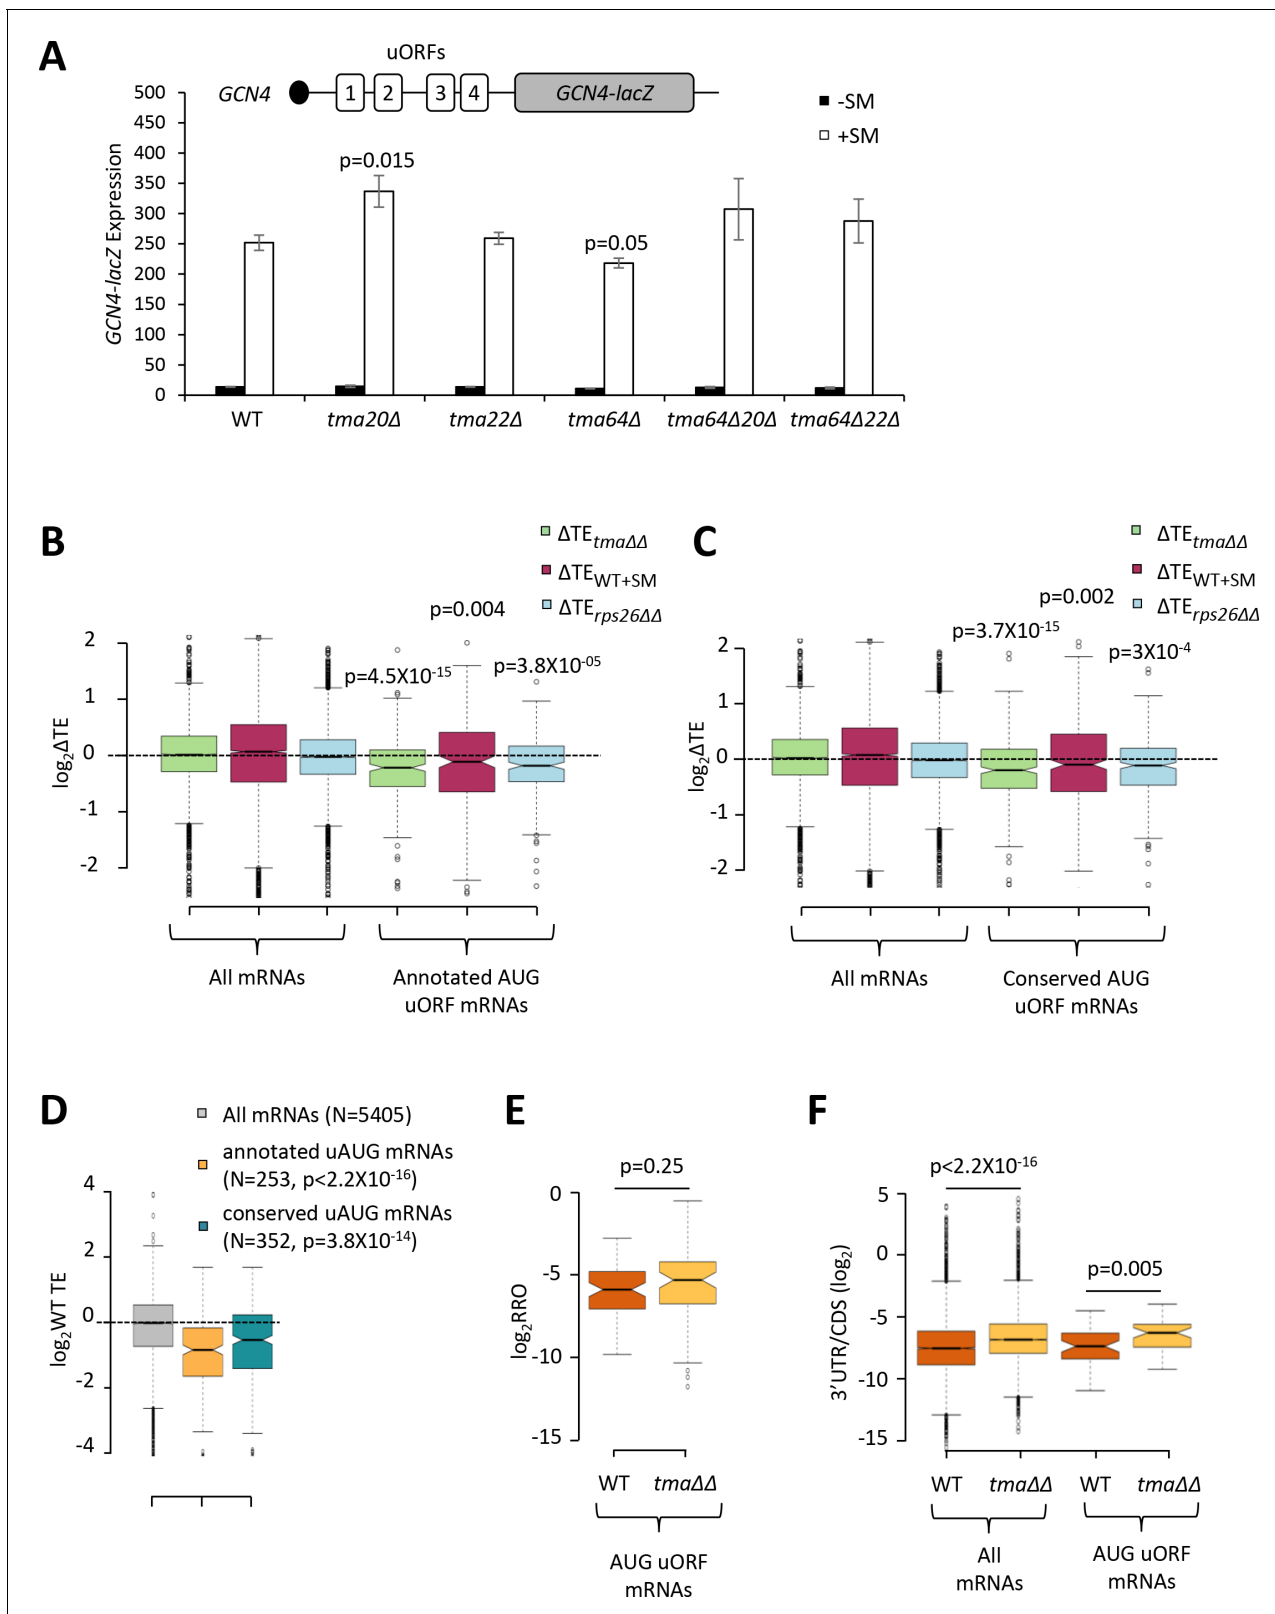 A
uORFs
GCN4 1 2 3 4 GCN4-lacZ
-SM
+SM
GCN4-lacZ Expression
500
450
400
350
300
250
200
150
100
50
0
p=0.015
p=0.05
WT tma20Δ tma22Δ tma64Δ tma64Δ20Δ tma64Δ22Δ
B
ΔTEtmaΔΔ
ΔTEWT+SM
ΔTErps26ΔΔ
p=0.004
p=4.5X10-15
p=3.8X10-05
log2ΔTE
2
1
0
-1
-2
All mRNAs
Annotated AUG
uORF mRNAs
C
ΔTEtmaΔΔ
ΔTEWT+SM
ΔTErps26ΔΔ
p=0.002
p=3.7X10-15
p=3X10-4
log2ΔTE
2
1
0
-1
-2
All mRNAs
Conserved AUG
uORF mRNAs
D
All mRNAs (N=5405)
annotated uAUG mRNAs
(N=253, p<2.2X10-16)
conserved uAUG mRNAs
(N=352, p=3.8X10-14)
log2WT TE
4
2
0
-2
-4
E
p=0.25
log2RRO
0
-5
-10
-15
WT tmaΔΔ
AUG uORF
mRNAs
F
p<2.2X10-16
p=0.005
3'UTR/CDS (log2)
5
0
-5
-10
-15
WT tmaΔΔ WT tmaΔΔ
All
mRNAs
AUG uORF
mRNAs